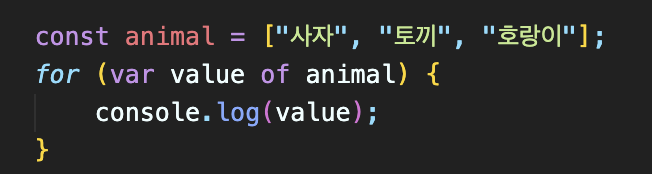 const animal = ["사자", "토끼", "호랑이"];
for (var value of animal) {
    console.log(value);
}